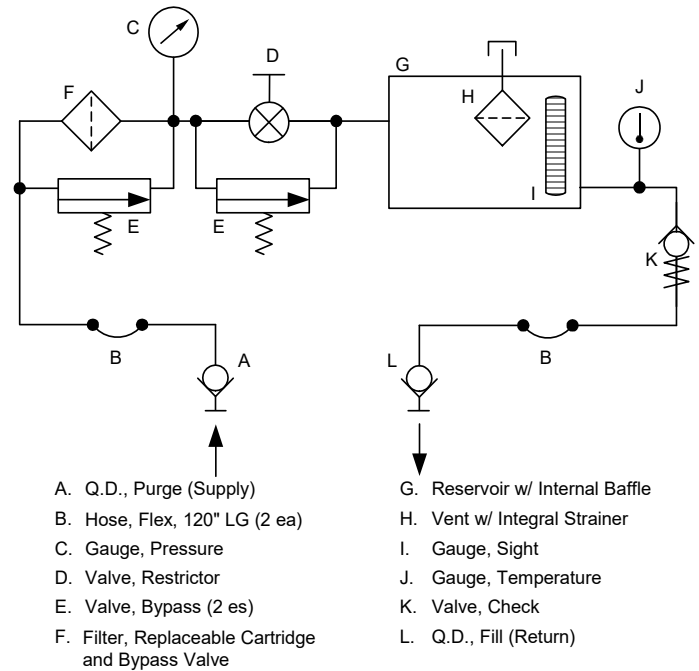 C
D
G
J
F
H
I
E
E
K
B
A
L
B
A. Q.D., Purge (Supply)
B. Hose, Flex, 120" LG (2 ea)
C. Gauge, Pressure
D. Valve, Restrictor
E. Valve, Bypass (2 es)
F. Filter, Replaceable Cartridge
and Bypass Valve
G. Reservoir w/ Internal Baffle
H. Vent w/ Integral Strainer
I. Gauge, Sight
J. Gauge, Temperature
K. Valve, Check
L. Q.D., Fill (Return)